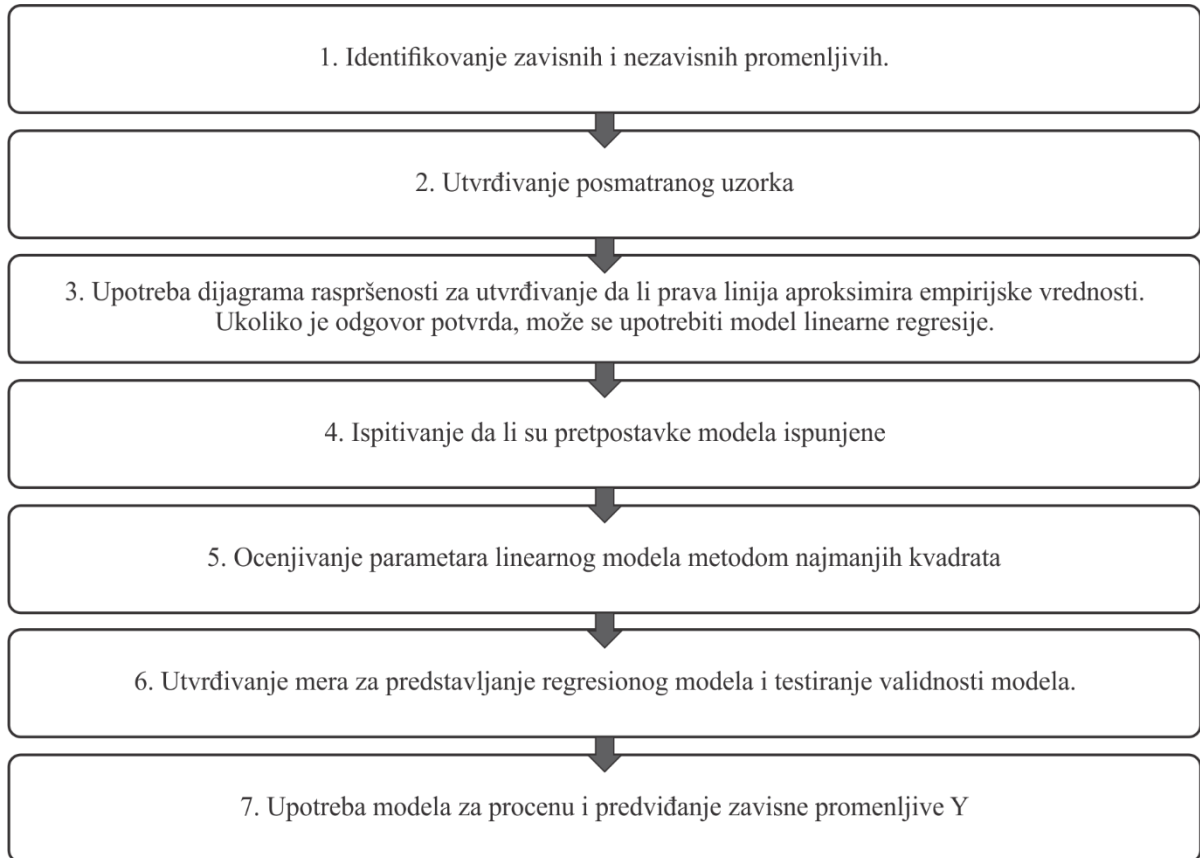 1. Identifikovanje zavisnih i nezavisnih promenljivih.
2. Utvrđivanje posmatranog uzorka
3. Upotreba dijagrama raspršenosti za utvrđivanje da li prava linija aproksimira empirijske vrednosti.
Ukoliko je odgovor potvrda, može se upotrebiti model linearne regresije.
4. Ispitivanje da li su pretpostavke modela ispunjene
5. Ocenjivanje parametara linearnog modela metodom najmanjih kvadrata
6. Utvrđivanje mera za predstavljanje regresionog modela i testiranje validnosti modela.
7. Upotreba modela za procenu i predviđanje zavisne promenljive Y